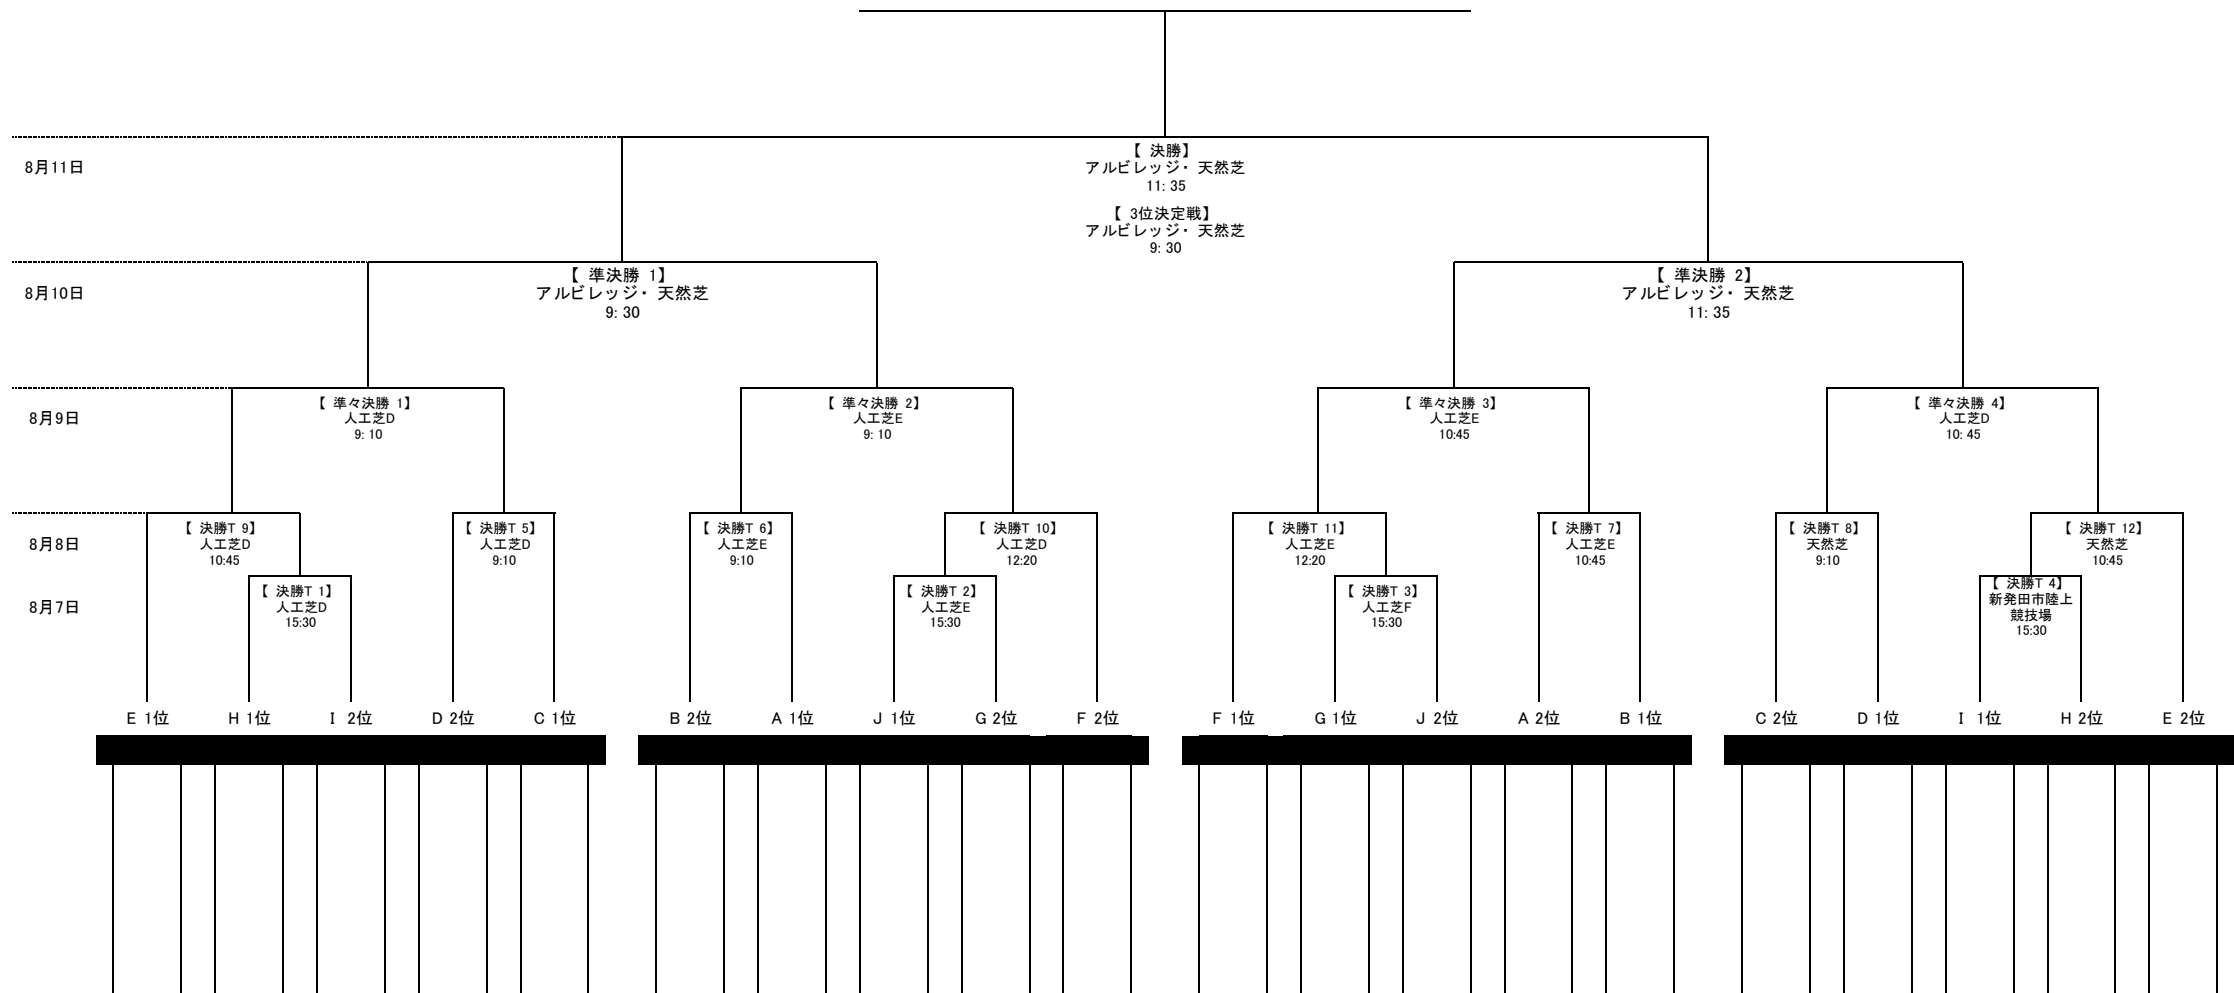 8月11日
【 決勝】
アルビレッジ・ 天然芝
11: 35
【 3位決定戦】
アルビレッジ・ 天然芝
9: 30
8月10日
【 準決勝 1】
アルビレッジ・ 天然芝
9: 30
【 準決勝 2】
アルビレッジ・ 天然芝
11: 35
8月9日
【 準々決勝 1】
人工芝D
9: 10
【 準々決勝 2】
人工芝E
9: 10
【 準々決勝 3】
人工芝E
10:45
【 準々決勝 4】
人工芝D
10: 45
8月8日
【 決勝T 9】
人工芝D
10:45
【 決勝T 5】
人工芝D
9:10
【 決勝T 6】
人工芝E
9:10
【 決勝T 10】
人工芝D
12:20
【 決勝T 11】
人工芝E
12:20
【 決勝T 7】
人工芝E
10:45
【 決勝T 8】
天然芝
9:10
【 決勝T 12】
天然芝
10:45
8月7日
【 決勝T 1】
人工芝D
15:30
【 決勝T 2】
人工芝E
15:30
【 決勝T 3】
人工芝F
15:30
【 決勝T 4】
新発田市陸上
競技場
15:30
E 1位
H 1位
I 2位
D 2位
C 1位
B 2位
A 1位
J 1位
G 2位
F 2位
F 1位
G 1位
J 2位
A 2位
B 1位
C 2位
D 1位
I 1位
H 2位
E 2位